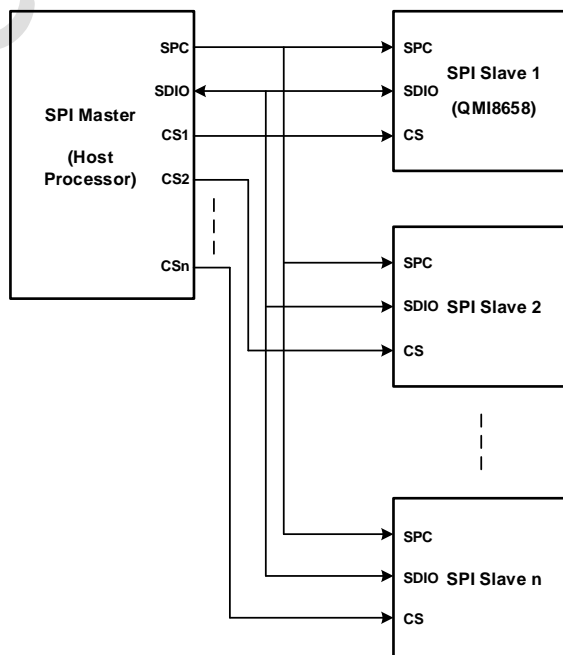 SPI Master
(Host
Processor)
SPC
SDIO
CS1
CS2
CSn
SPC
SDIO
CS
SPI Slave 1
(QMI8658)
SPC
SDIO
CS
SPI Slave 2
SPC
SDIO
CS
SPI Slave n